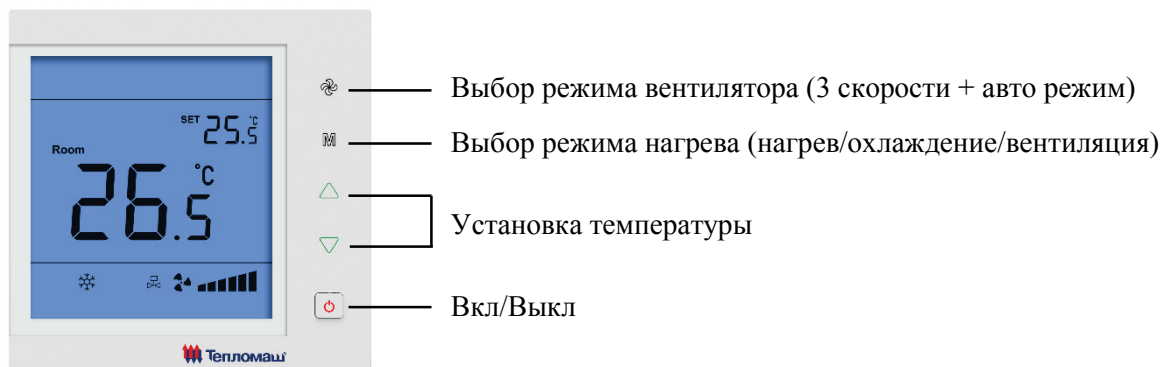 Выбор режима вентилятора (3 скорости + авто режим)
SET 25.5 °C
M
Выбор режима нагрева (нагрев/охлаждение/вентиляция)
Room
26.5 °C
Установка температуры
Вкл/Выкл
Тепломаш